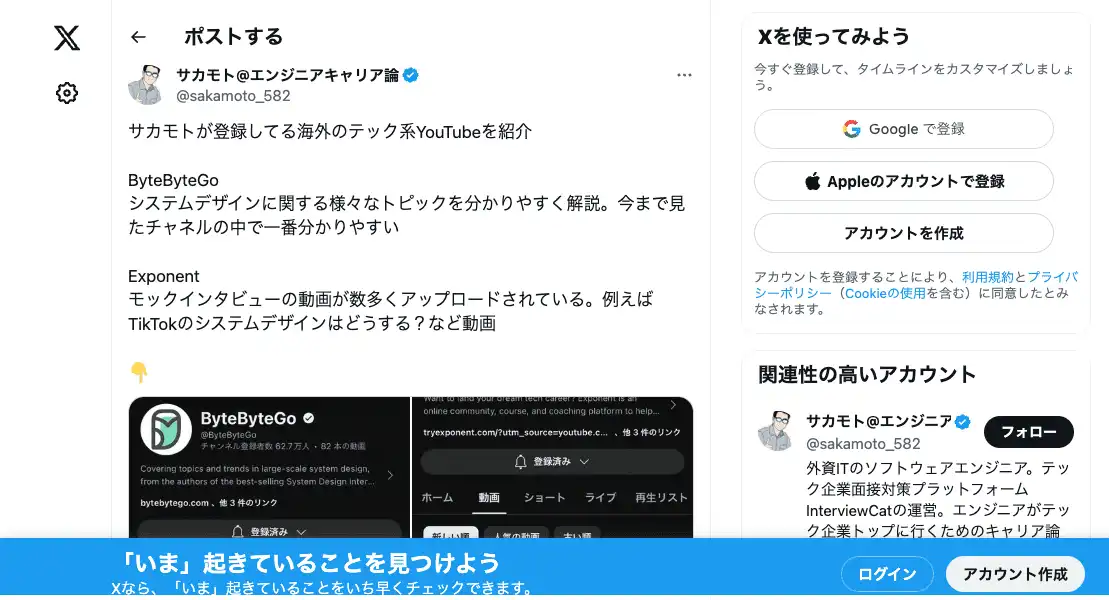 ポストする
サカモト@エンジニアキャリア論
@sakamoto_582
サカモトが登録してる海外のテック系YouTubeを紹介
ByteByteGo
システムデザインに関する様々なトピックを分かりやすく解説。今まで見
たチャネルの中で一番分かりやすい
Exponent
モックインタビューの動画が数多くアップロードされている。例えば
TikTokのシステムデザインはどうする？など動画
ByteByteGo
@ByteByteGo
チャンネル登録者数 62.7万人・82 本の動画
Covering topics and trends in large-scale system design,
from the authors of the best-selling System Design inter...
bytebytego.com 、他 3 件のリンク
登録済み
Want to land your dream tech career? Exponent is an
online community, course, and coaching platform to help...
tryexponent.com/?utm_source=youtube.c... 、他 3 件のリンク
登録済み
ホーム 動画 ショート ライブ 再生リスト
新しい順 人気の動画 古い順
Xを使ってみよう
今すぐ登録して、タイムラインをカスタマイズしましょ
う。
Google で登録
Appleのアカウントで登録
アカウントを作成
アカウントを登録することにより、利用規約とプライバ
シーポリシー（Cookieの使用を含む）に同意したとみ
なされます。
関連性の高いアカウント
サカモト@エンジニア
@sakamoto_582
フォロー
外資ITのソフトウェアエンジニア。テッ
ク企業面接対策プラットフォーム
InterviewCatの運営。エンジニアがテッ
ク企業トップに行くためのキャリア論
「いま」起きていることを見つけよう
Xなら、「いま」起きていることをいち早くチェックできます。
ログイン
アカウント作成